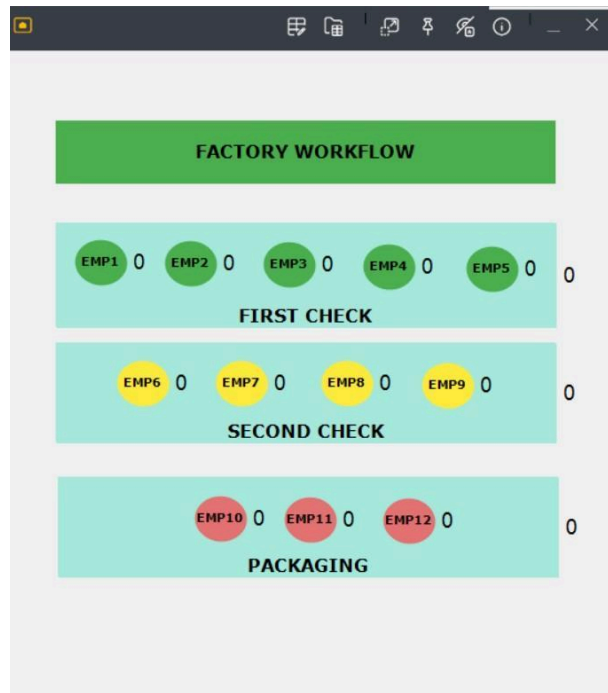 FACTORY WORKFLOW
EMP1 0 EMP2 0 EMP3 0 EMP4 0 EMP5 0 0
FIRST CHECK
EMP6 0 EMP7 0 EMP8 0 EMP9 0 0
SECOND CHECK
EMP10 0 EMP11 0 EMP12 0 0
PACKAGING